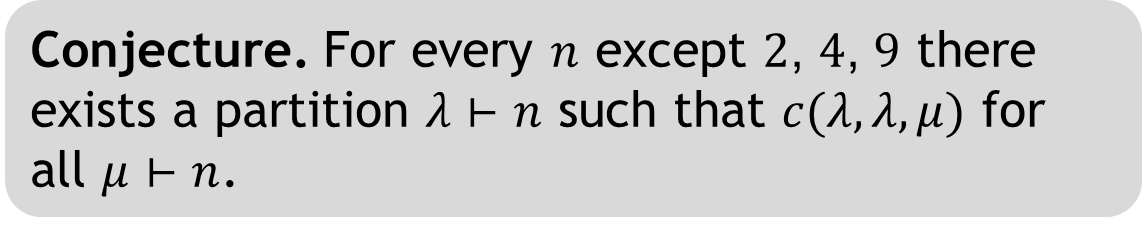 Conjecture. For every n except 2, 4, 9 there
exists a partition λ ⊢ n such that c(λ, λ, μ) for
all μ ⊢ n.